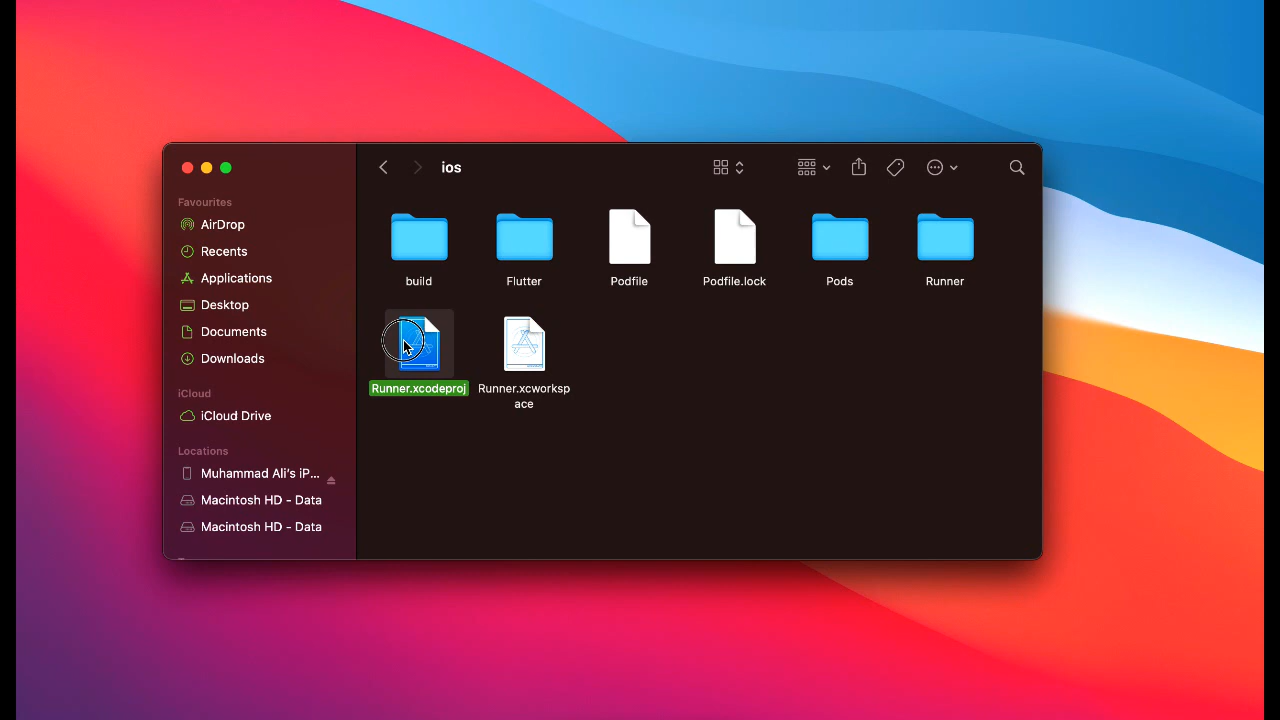 ios
Favourites
AirDrop
Recents
Applications
Desktop
Documents
Downloads
iCloud
iCloud Drive
Locations
Muhammad Ali's iP...
Macintosh HD - Data
Macintosh HD - Data
build
Flutter
Podfile
Podfile.lock
Pods
Runner
Runner.xcodeproj
Runner.xcworksp
ace